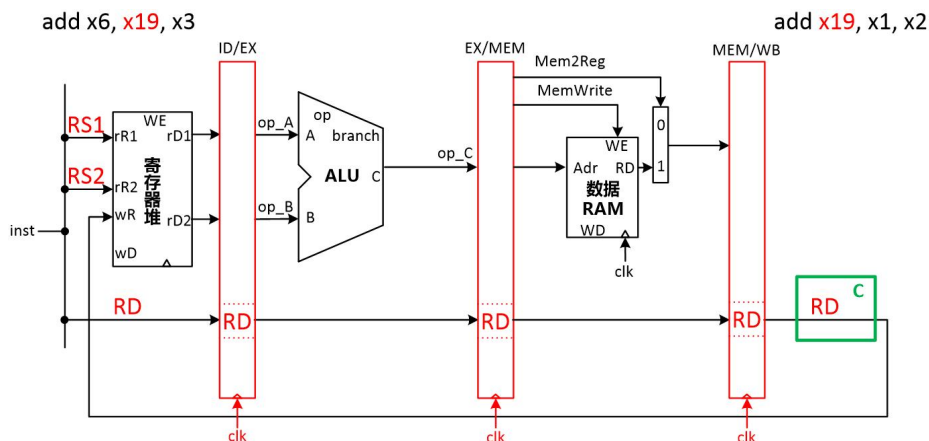 add x6, x19, x3
add x19, x1, x2
ID/EX
EX/MEM
MEM/WB
Mem2Reg
MemWrite
RS1
RS2
rR1
rR2
wR
wD
WE
rD1
rD2
寄存器堆
inst
op_A
op_B
op
A
B
branch
ALU
C
op_C
WE
Adr
RD
数据
RAM
WD
clk
0
1
RD
RD
RD
RD
RD
C
clk
clk
clk